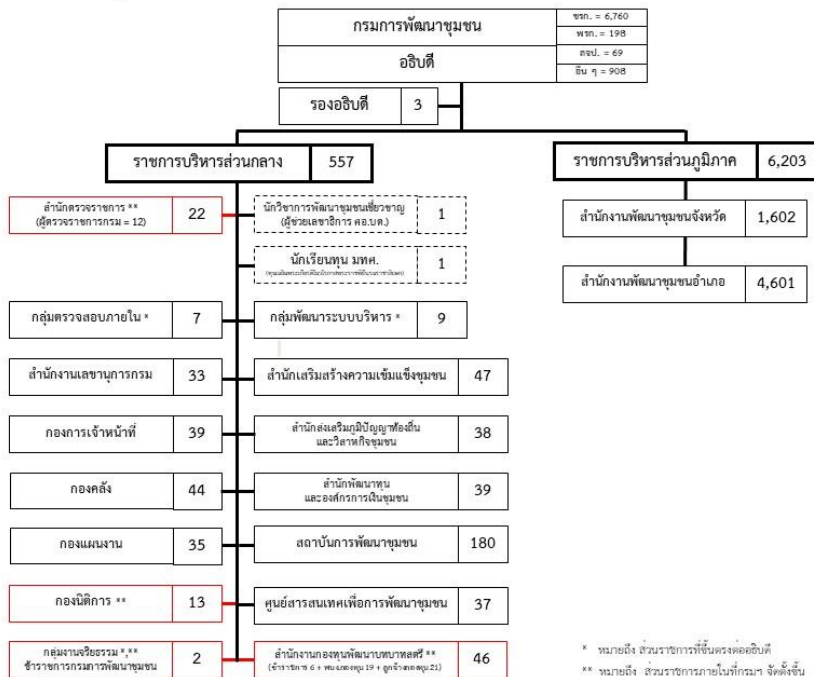 กรมการพัฒนาชุมชน
ขรก. = 6,760
พรก. = 198
ลจป. = 69
อื่น ๆ = 908
อธิบดี
รองอธิบดี 3
ราชการบริหารส่วนกลาง 557
ราชการบริหารส่วนภูมิภาค 6,203
สำนักตรวจราชการ ** 22
(ผู้ตรวจราชการกรม = 12)
นักวิชาการพัฒนาชุมชนเชี่ยวชาญ 1
(ผู้ช่วยเลขาธิการ ศอ.บต.)
สำนักงานพัฒนาชุมชนจังหวัด 1,602
นักเรียนทุน มทศ. 1
สำนักงานพัฒนาชุมชนอำเภอ 4,601
กลุ่มตรวจสอบภายใน * 7
กลุ่มพัฒนาระบบบริหาร * 9
สำนักงานเลขานุการกรม 33
สำนักเสริมสร้างความเข้มแข็งชุมชน 47
กองการเจ้าหน้าที่ 39
สำนักส่งเสริมภูมิปัญญาท้องถิ่น 38
และวิสาหกิจชุมชน
กองคลัง 44
สำนักพัฒนาทุน 39
และองค์กรการเงินชุมชน
กองแผนงาน 35
สถาบันการพัฒนาชุมชน 180
กองนิติการ ** 13
ศูนย์สารสนเทศเพื่อการพัฒนาชุมชน 37
กลุ่มงานจริยธรรม *,** 2
ข้าราชการกรมการพัฒนาชุมชน
สำนักงานกองทุนพัฒนาบทบาทสตรี ** 46
(ข้าราชการ 6 + พนง.กองทุน 19 + ลูกจ้างกองทุน 21)
* หมายถึง ส่วนราชการที่ขึ้นตรงต่ออธิบดี
** หมายถึง ส่วนราชการภายในที่กรมฯ จัดตั้งขึ้น